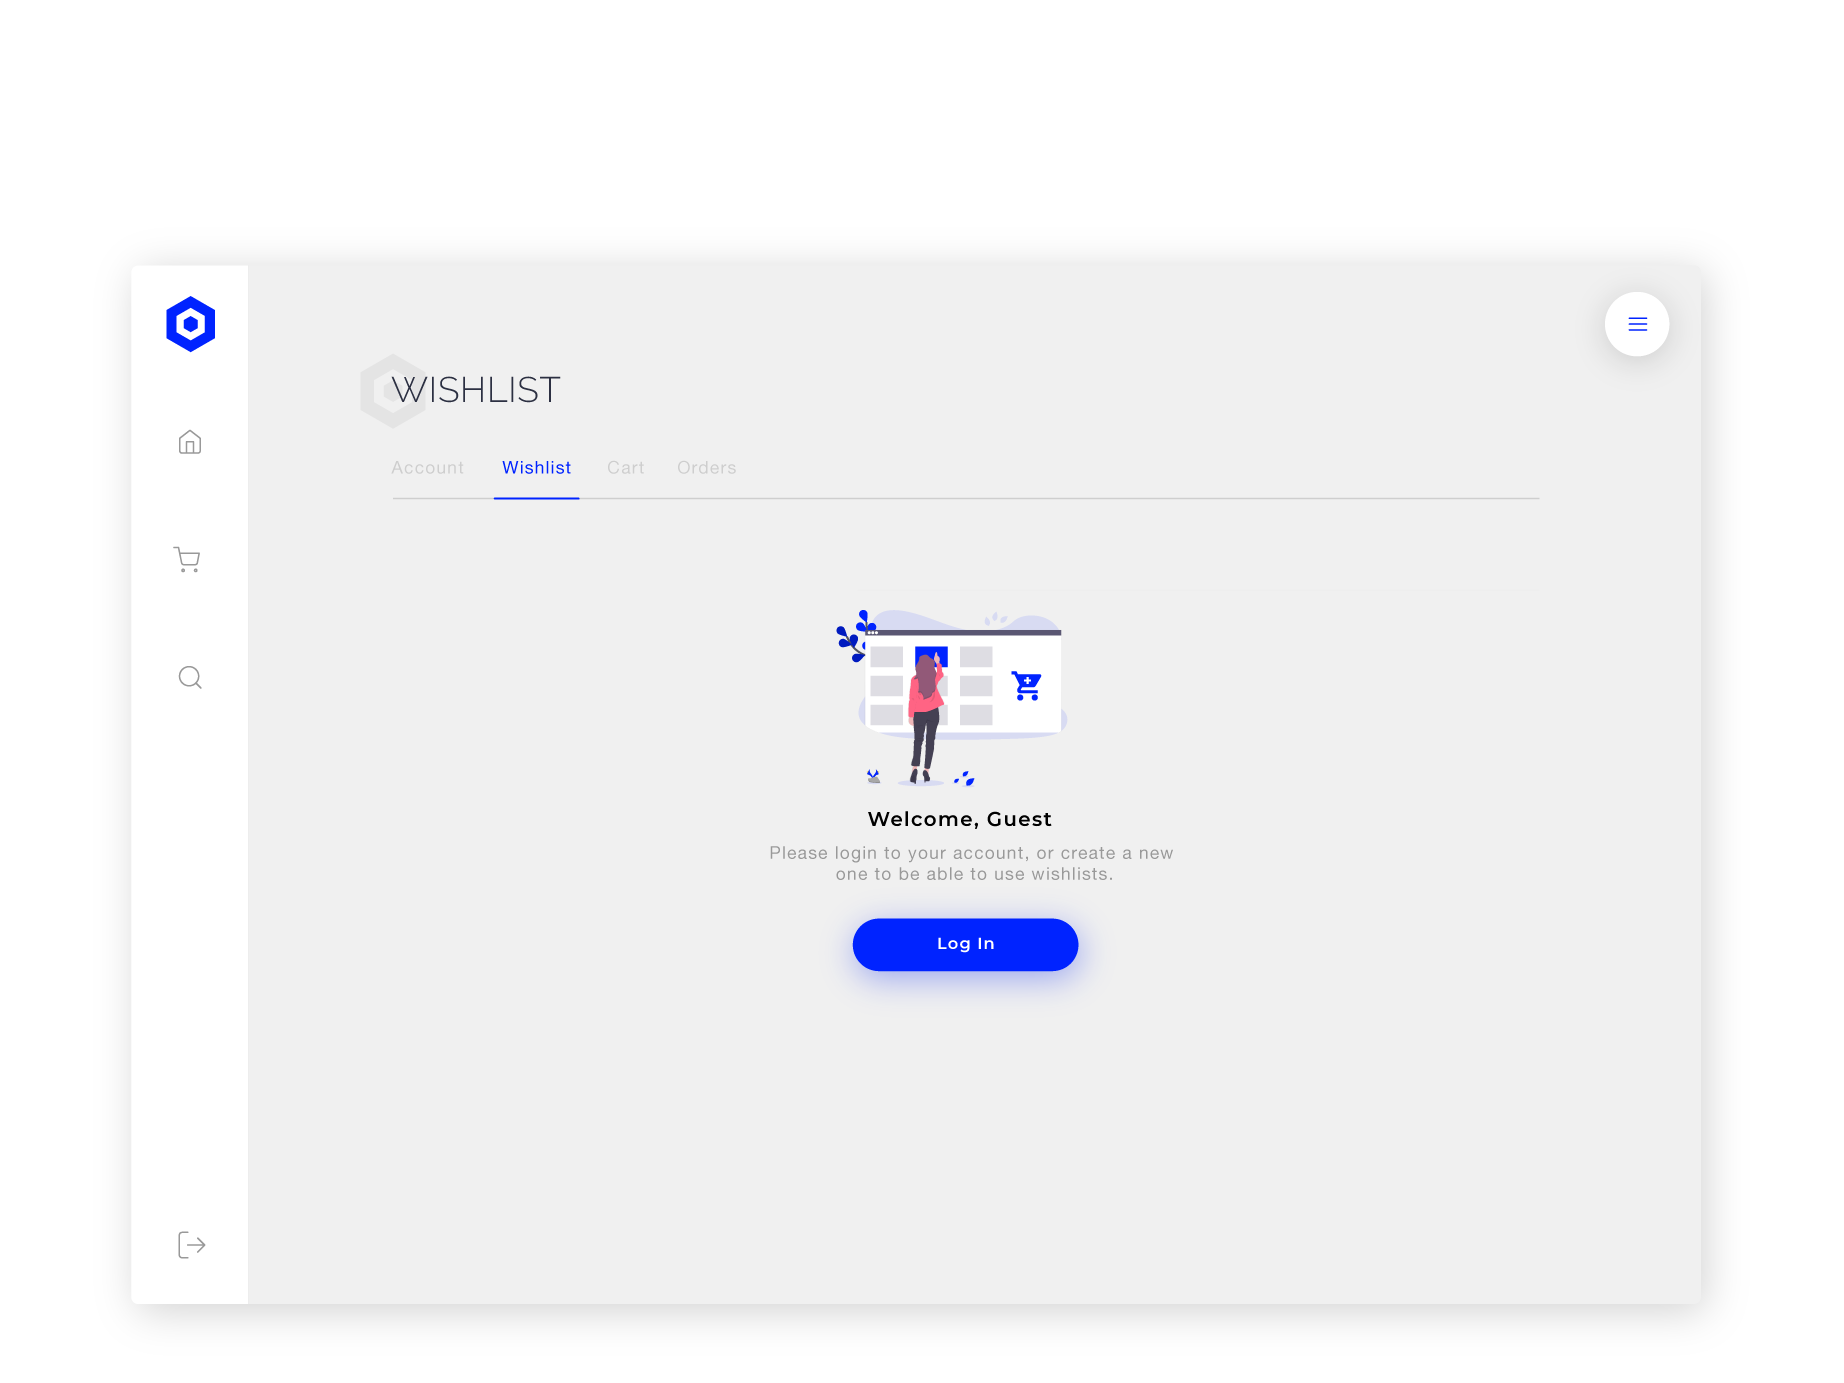 WISHLIST
Account Wishlist Cart Orders
Welcome, Guest
Please login to your account, or create a new
one to be able to use wishlists.
Log In